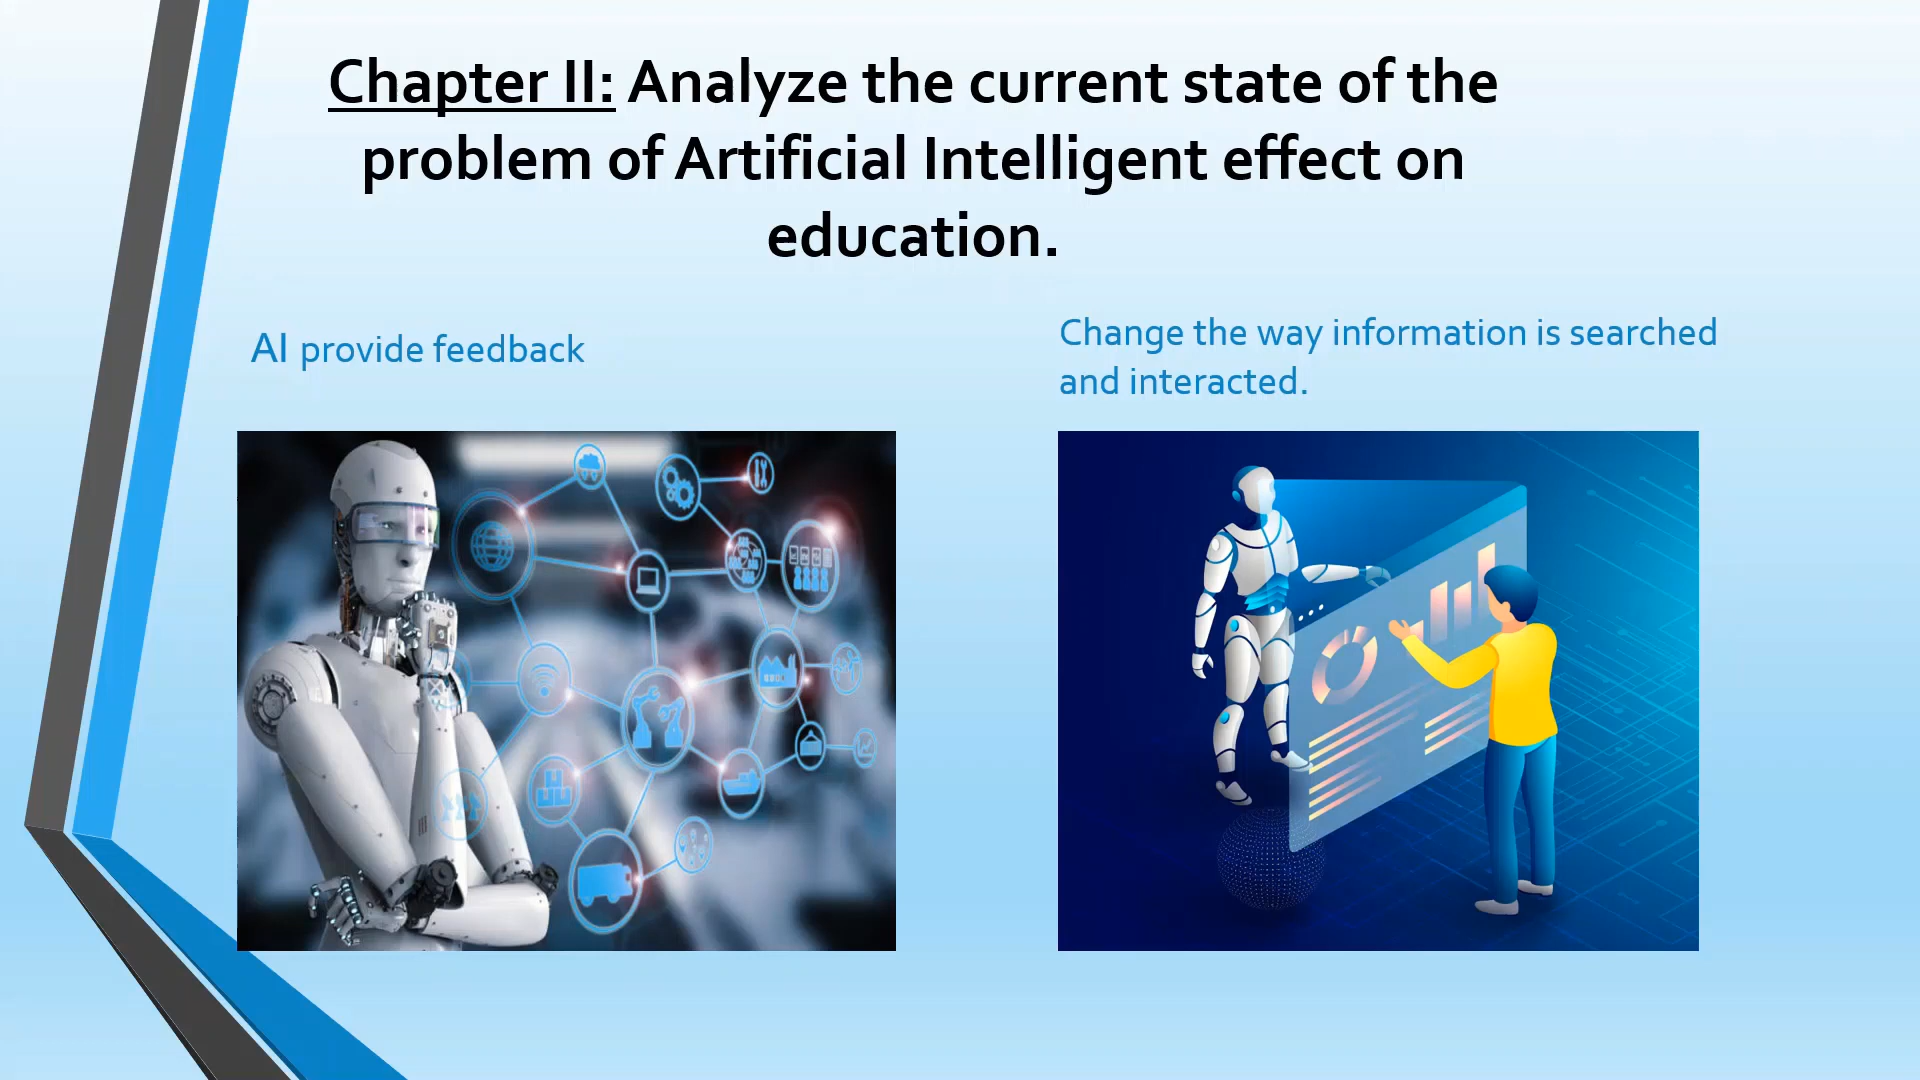 Chapter II: Analyze the current state of the
problem of Artificial Intelligent effect on
education.
AI provide feedback
Change the way information is searched
and interacted.